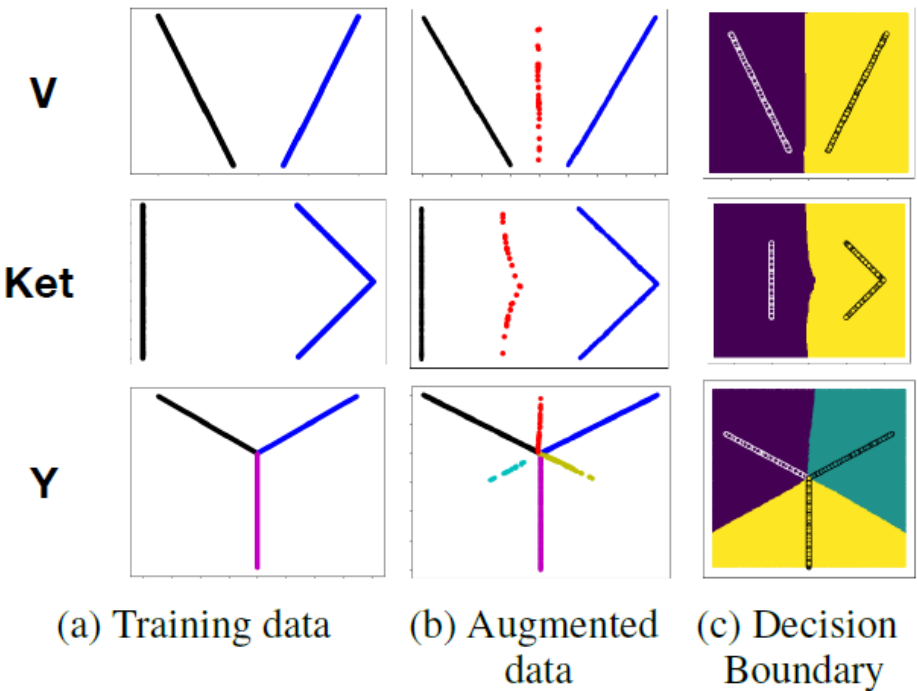 V
Ket
Y
(a) Training data
(b) Augmented
data
(c) Decision
Boundary